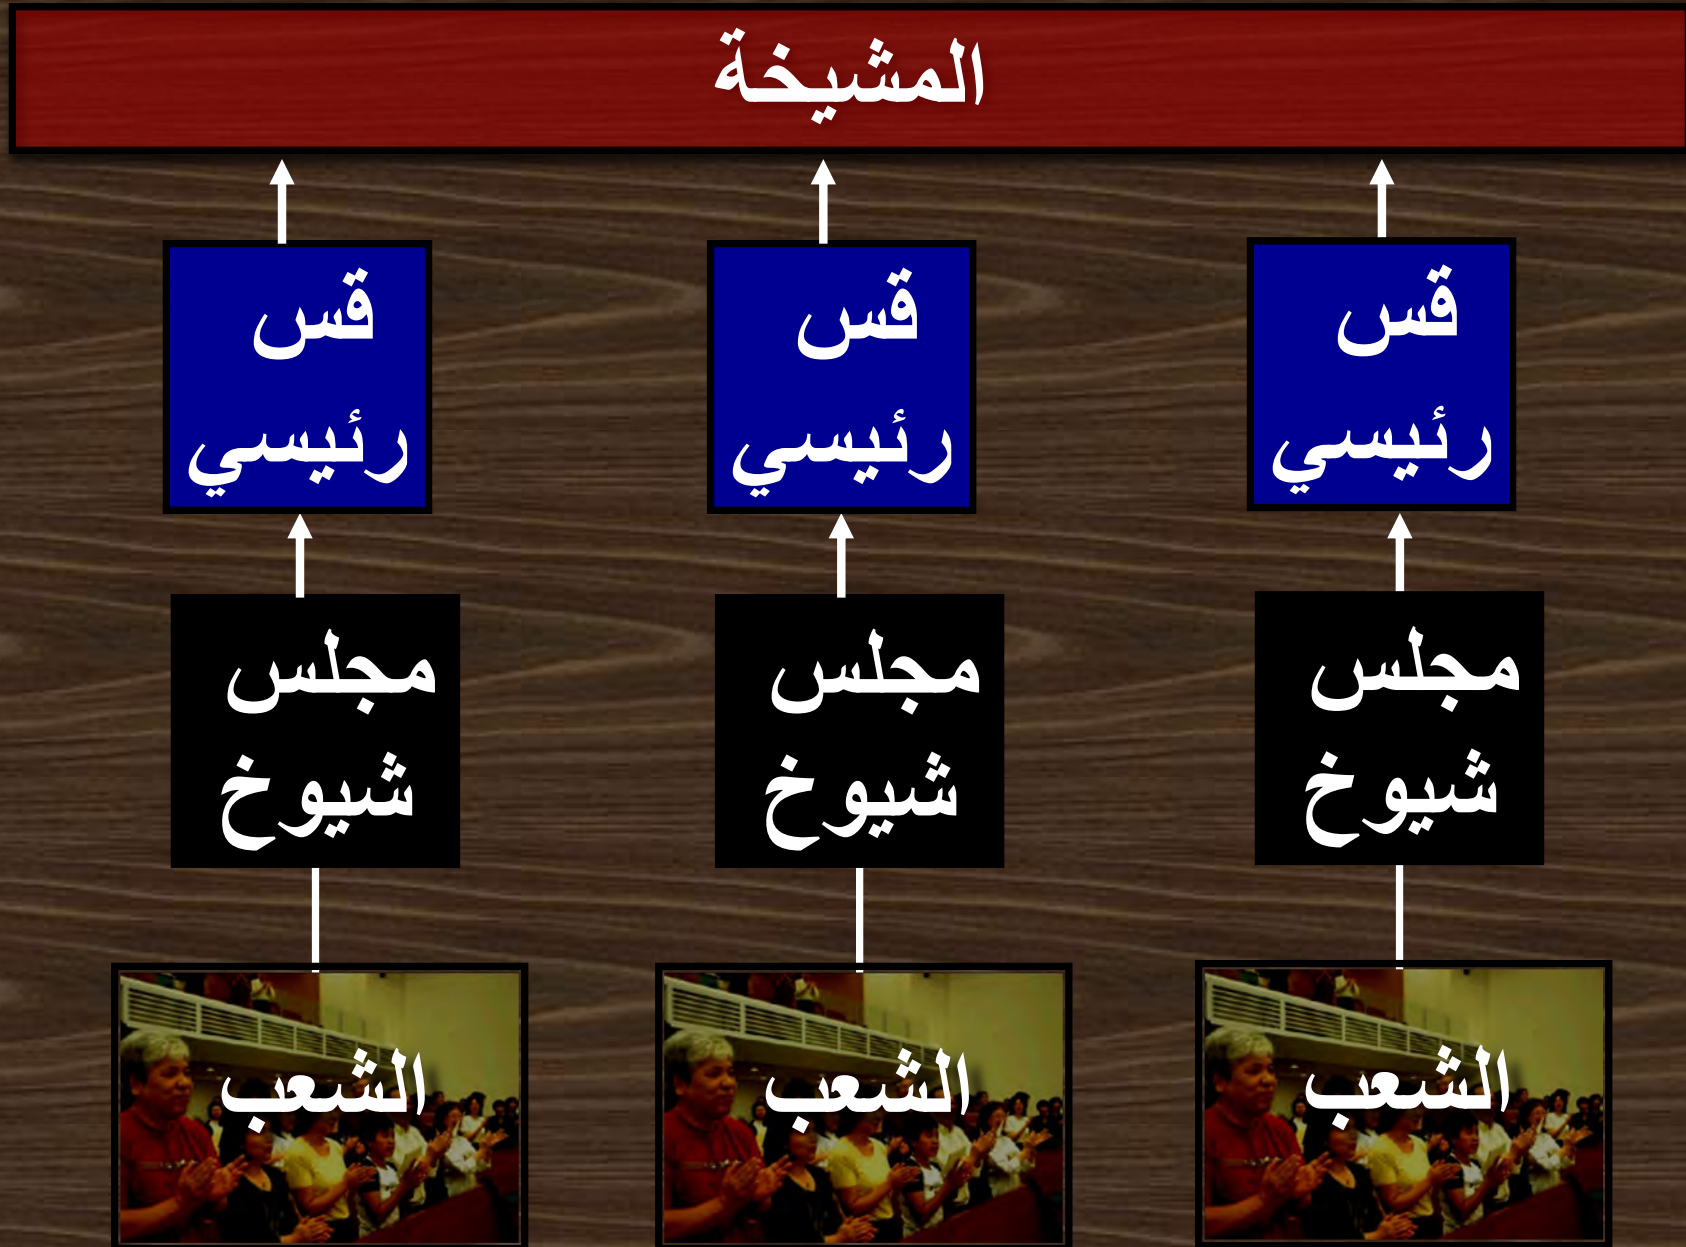 المشيخة
قس
رئيسي
قس
رئيسي
قس
رئيسي
مجلس
شيوخ
مجلس
شيوخ
مجلس
شيوخ
الشعب
الشعب
الشعب